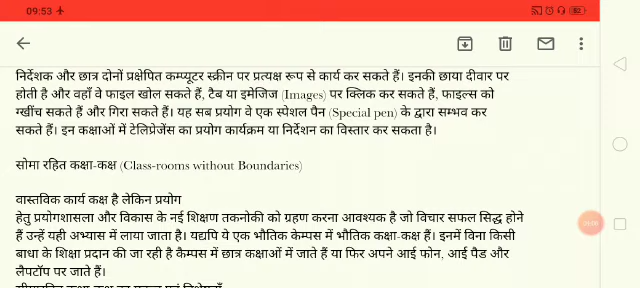 09:53
निर्देशक और छात्र दोनों प्रक्षेपित कम्प्यूटर स्क्रीन पर प्रत्यक्ष रूप से कार्य कर सकते हैं। इनकी छाया दीवार पर
होती है और वहाँ वे फाइल खोल सकते हैं, टैब या इमेजिज (Images) पर क्लिक कर सकते हैं, फाइल्स को
ग्खींच सकते हैं और गिरा सकते हैं। यह सब प्रयोग वे एक स्पेशल पैन (Special pen) के द्वारा सम्भव कर
सकते हैं। इन कक्षाओं में टेलिप्रेजेंस का प्रयोग कार्यक्रम या निर्देशन का विस्तार कर सकता है।
सोमा रहित कक्षा-कक्ष (Glass-rooms without Boundaries)
वास्तविक कार्य कक्ष है लेकिन प्रयोग
हेतु प्रयोगशासला और विकास के नई शिक्षण तकनोकी को ग्रहण करना आवश्यक है जो विचार सफल सिद्ध होने
हैं उन्हें यही अभ्यास में लाया जाता है। यद्यपि ये एक भौतिक केम्पस में भौतिक कक्षा-कक्ष हैं। इनमें विना किसी
बाधा के शिक्षा प्रदान की जा रही है कैम्पस में छात्र कक्षाओं में जाते हैं या फिर अपने आई फोन, आई पैड और
लैपटॉप पर जाते हैं।